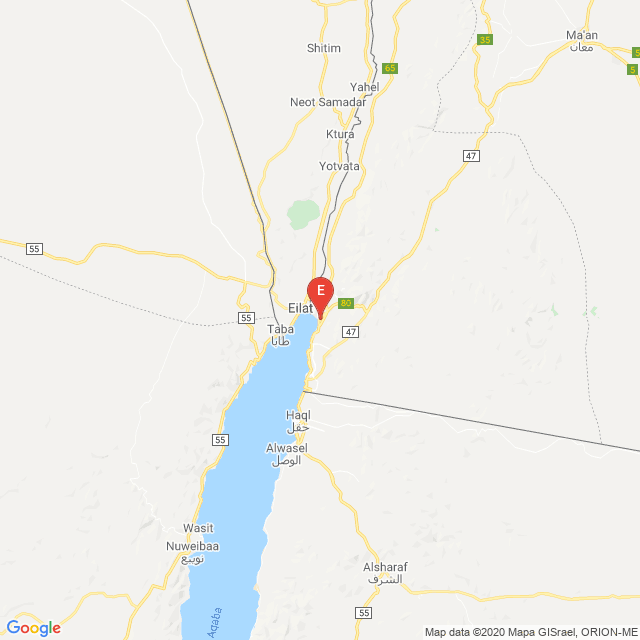 Shitim
35
Ma'an
معان
5
65
5
Yahel
Neot Samadar
Ktura
47
Yotvata
55
E
80
Eilat
55
Taba
طابا
47
Haql
حقل
55
Alwasel
الوصل
Wasit
Nuweibaa
نويبع
Alsharaf
الشرف
55
Aqaba
Google
Map data ©2020 Mapa GISrael, ORION-ME